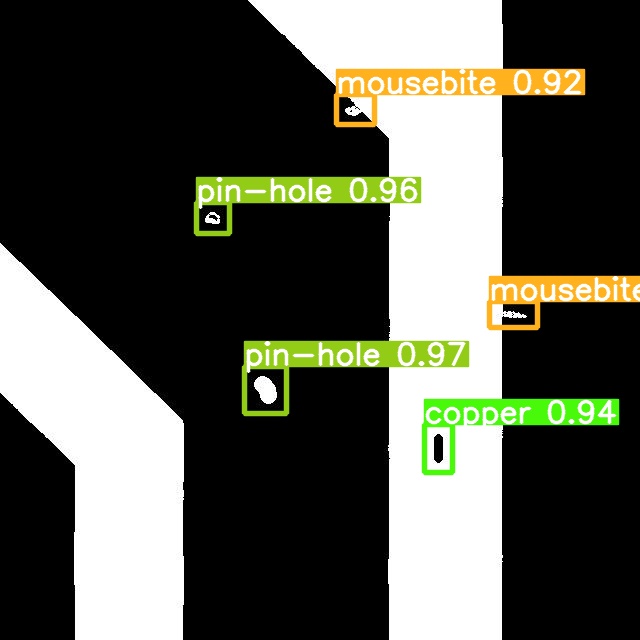 mousebite 0.92
pin-hole 0.96
mousebite
pin-hole 0.97
copper 0.94